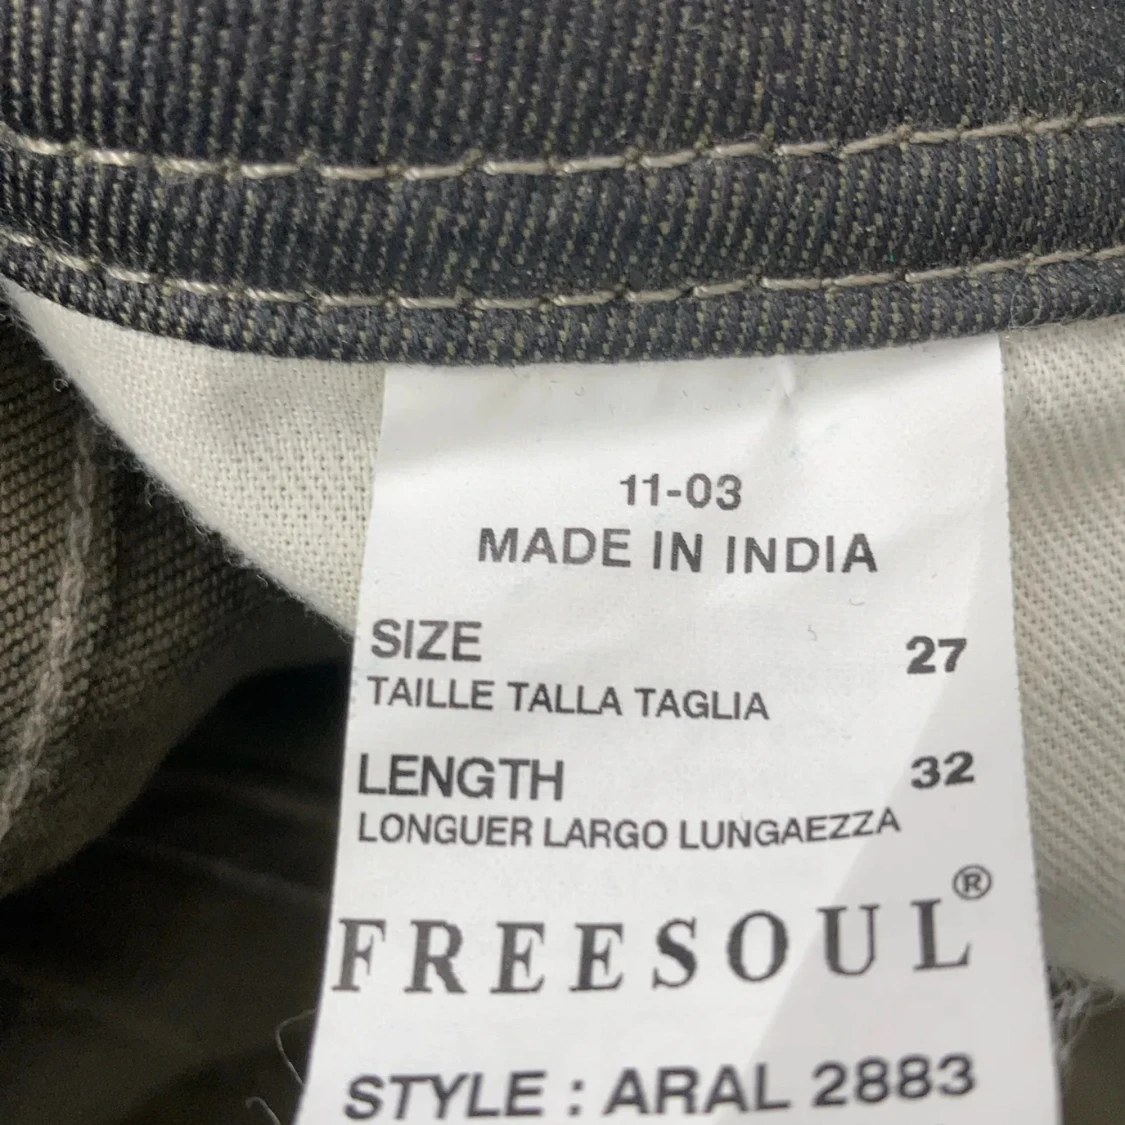 11-03
MADE IN INDIA
SIZE 27
TAILLE TALLA TAGLIA
LENGTH 32
LONGUER LARGO LUNGAEZZA
FREESOUL®
STYLE : ARAL 2883